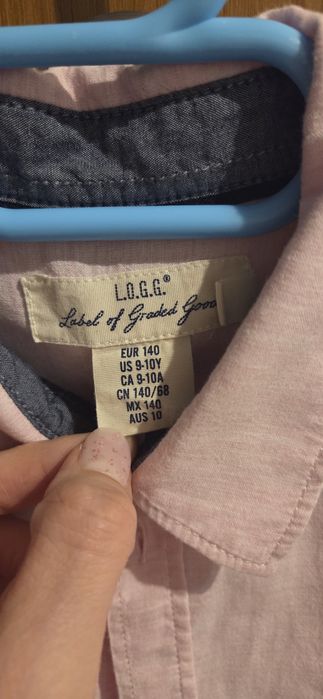 L.O.G.G.®
Label of Graded Goo
EUR 140
US 9-10Y
CA 9-10A
CN 140/68
MX 140
AUS 10